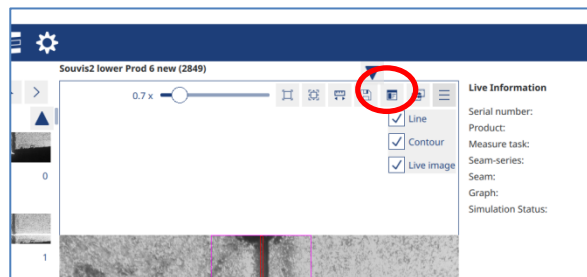 Souvis2 lower Prod 6 new (2849)
0.7 x
Line
Contour
Live image
0
1
Live Information
Serial number:
Product:
Measure task:
Seam-series:
Seam:
Graph:
Simulation Status: